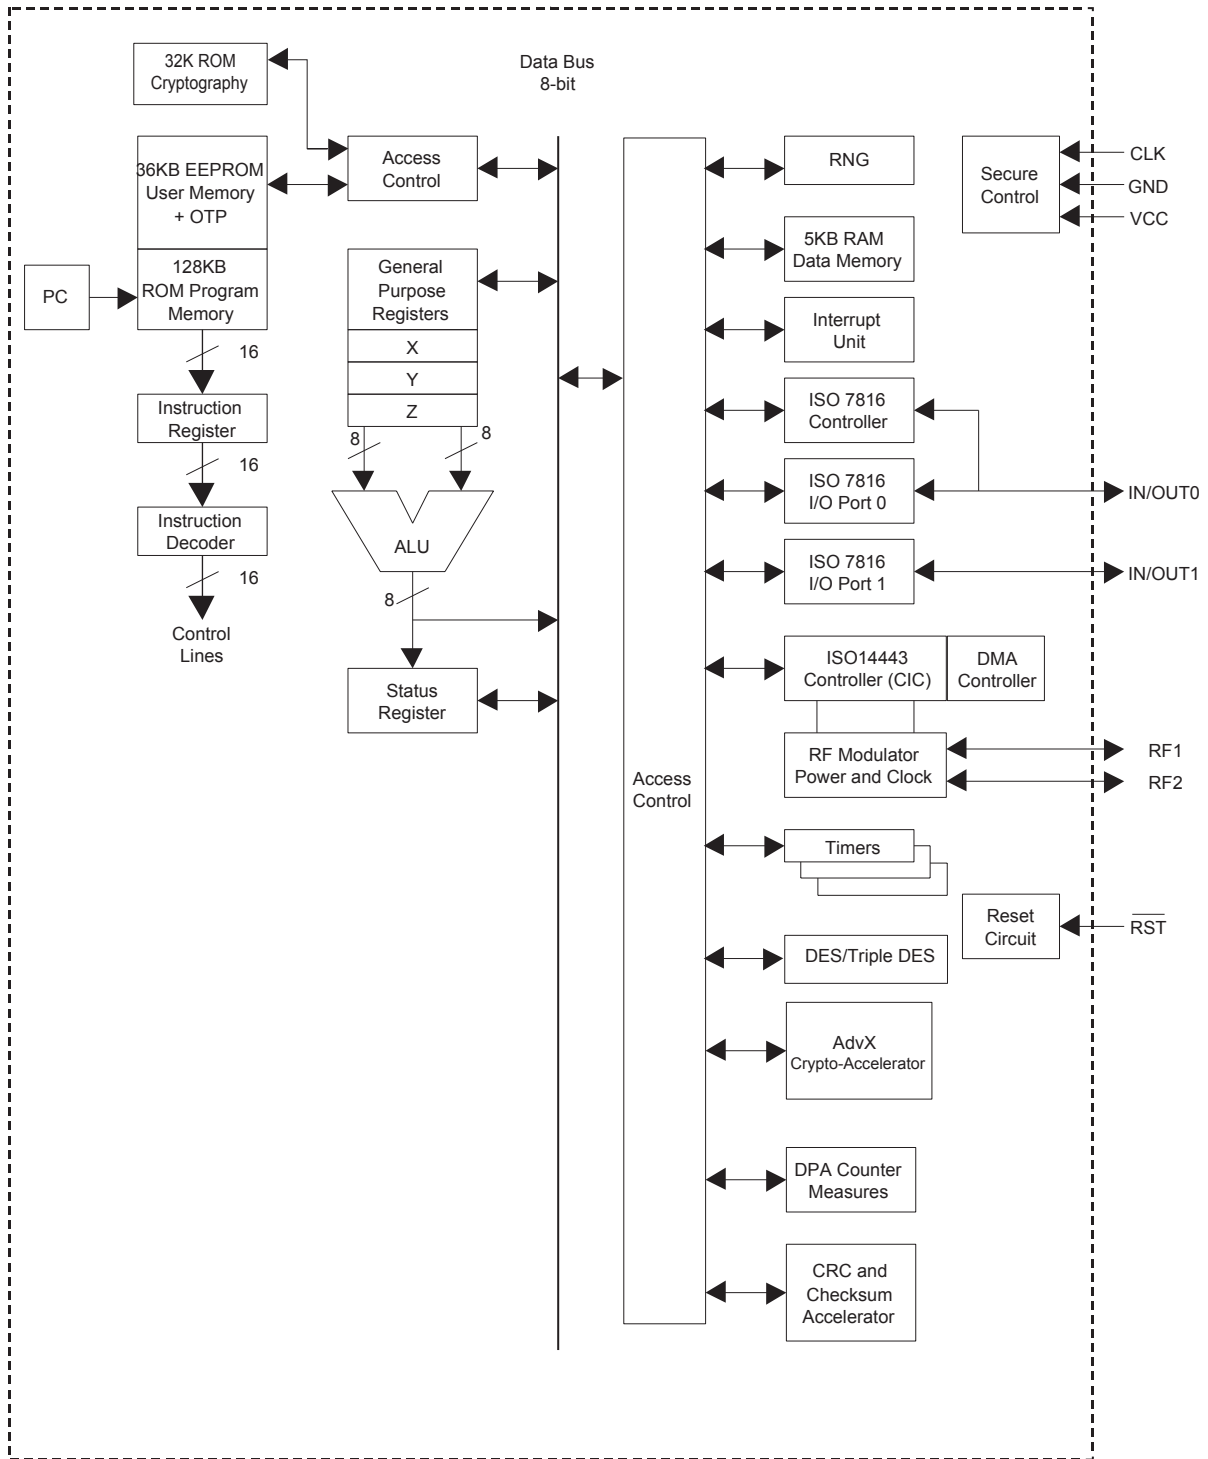 32K ROM
Cryptography
Data Bus
8-bit
36KB EEPROM
User Memory
+ OTP
Access
Control
128KB
ROM Program
Memory
PC
General
Purpose
Registers
X
Y
Z
16
Instruction
Register
8
8
16
Instruction
Decoder
ALU
16
8
Control
Lines
Status
Register
Access
Control
RNG
5KB RAM
Data Memory
Interrupt
Unit
ISO 7816
Controller
ISO 7816
I/O Port 0
ISO 7816
I/O Port 1
ISO14443
Controller (CIC)
DMA
Controller
RF Modulator
Power and Clock
Timers
DES/Triple DES
AdvX
Crypto-Accelerator
DPA Counter
Measures
CRC and
Checksum
Accelerator
Secure
Control
CLK
GND
VCC
IN/OUT0
IN/OUT1
RF1
RF2
Reset
Circuit
RST